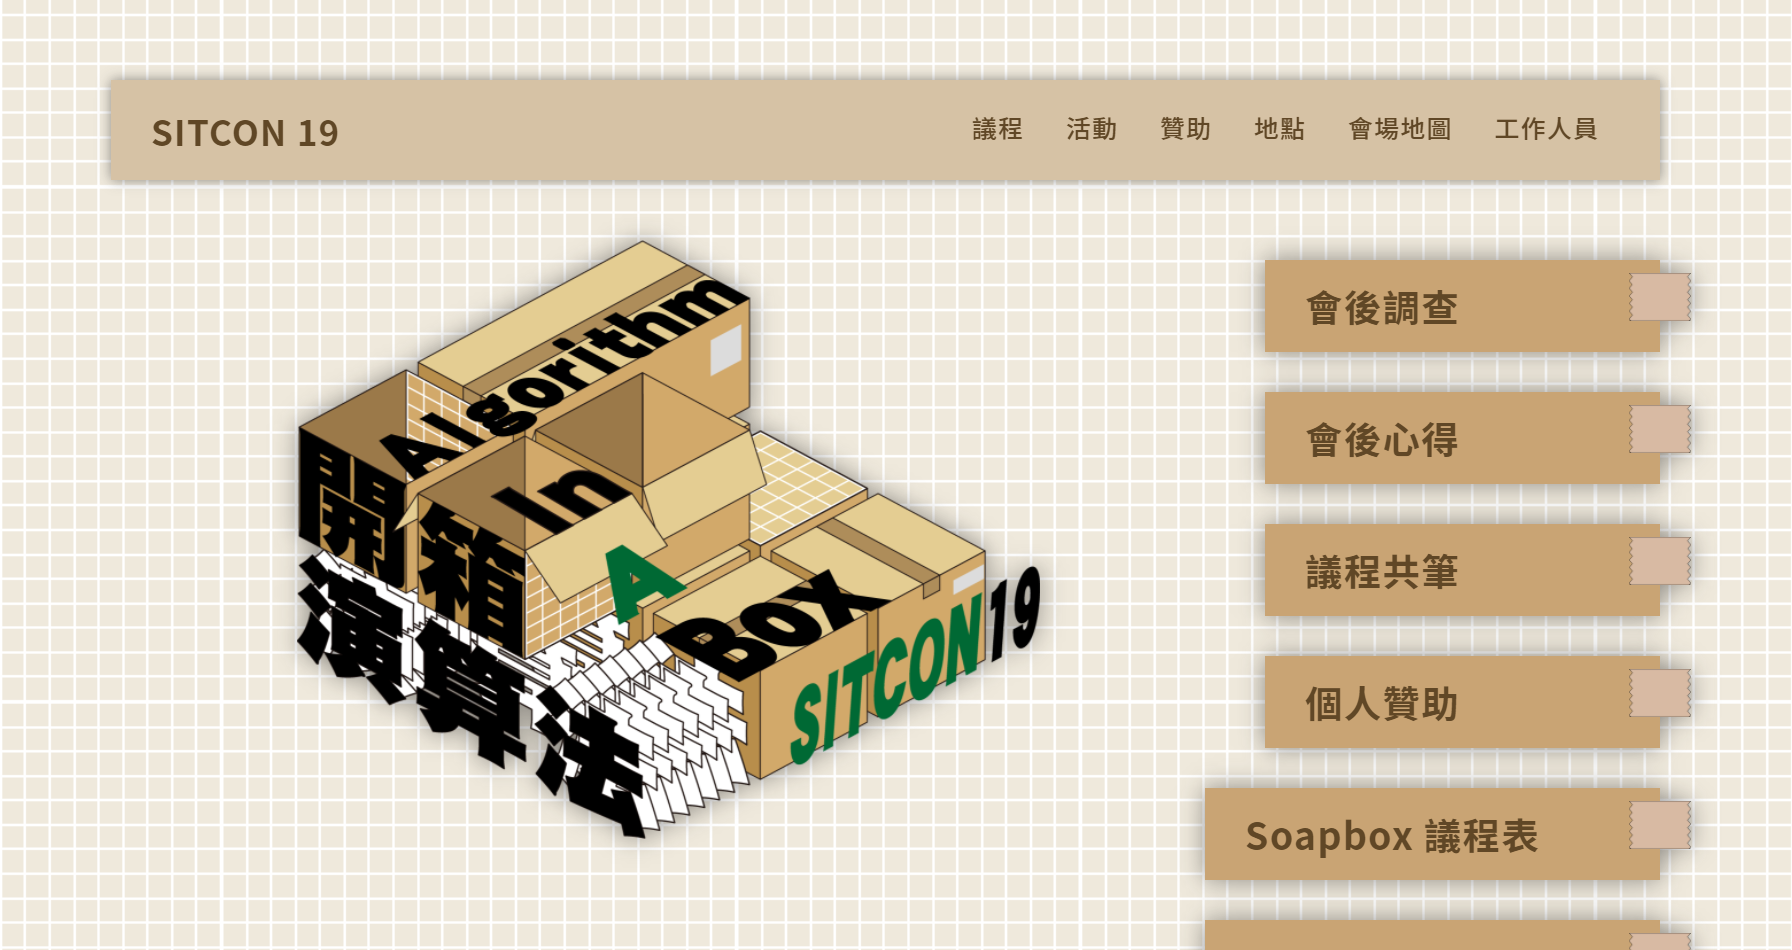 SITCON 19
議程
活動
贊助
地點
會場地圖
工作人員
Algorithm
In
A
Box
開箱
演算法
SITCON 19
會後調查
會後心得
議程共筆
個人贊助
Soapbox 議程表